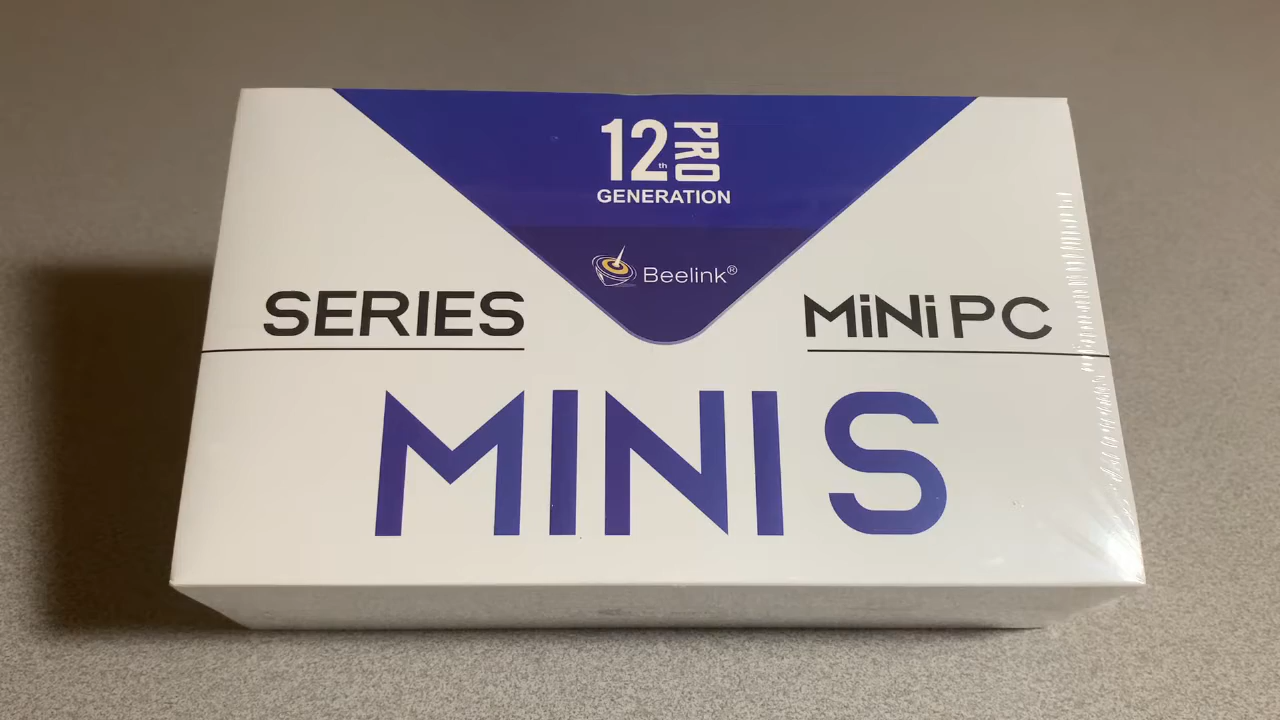 12th PRO
GENERATION
Beelink®
SERIES
MiNi PC
MINI S